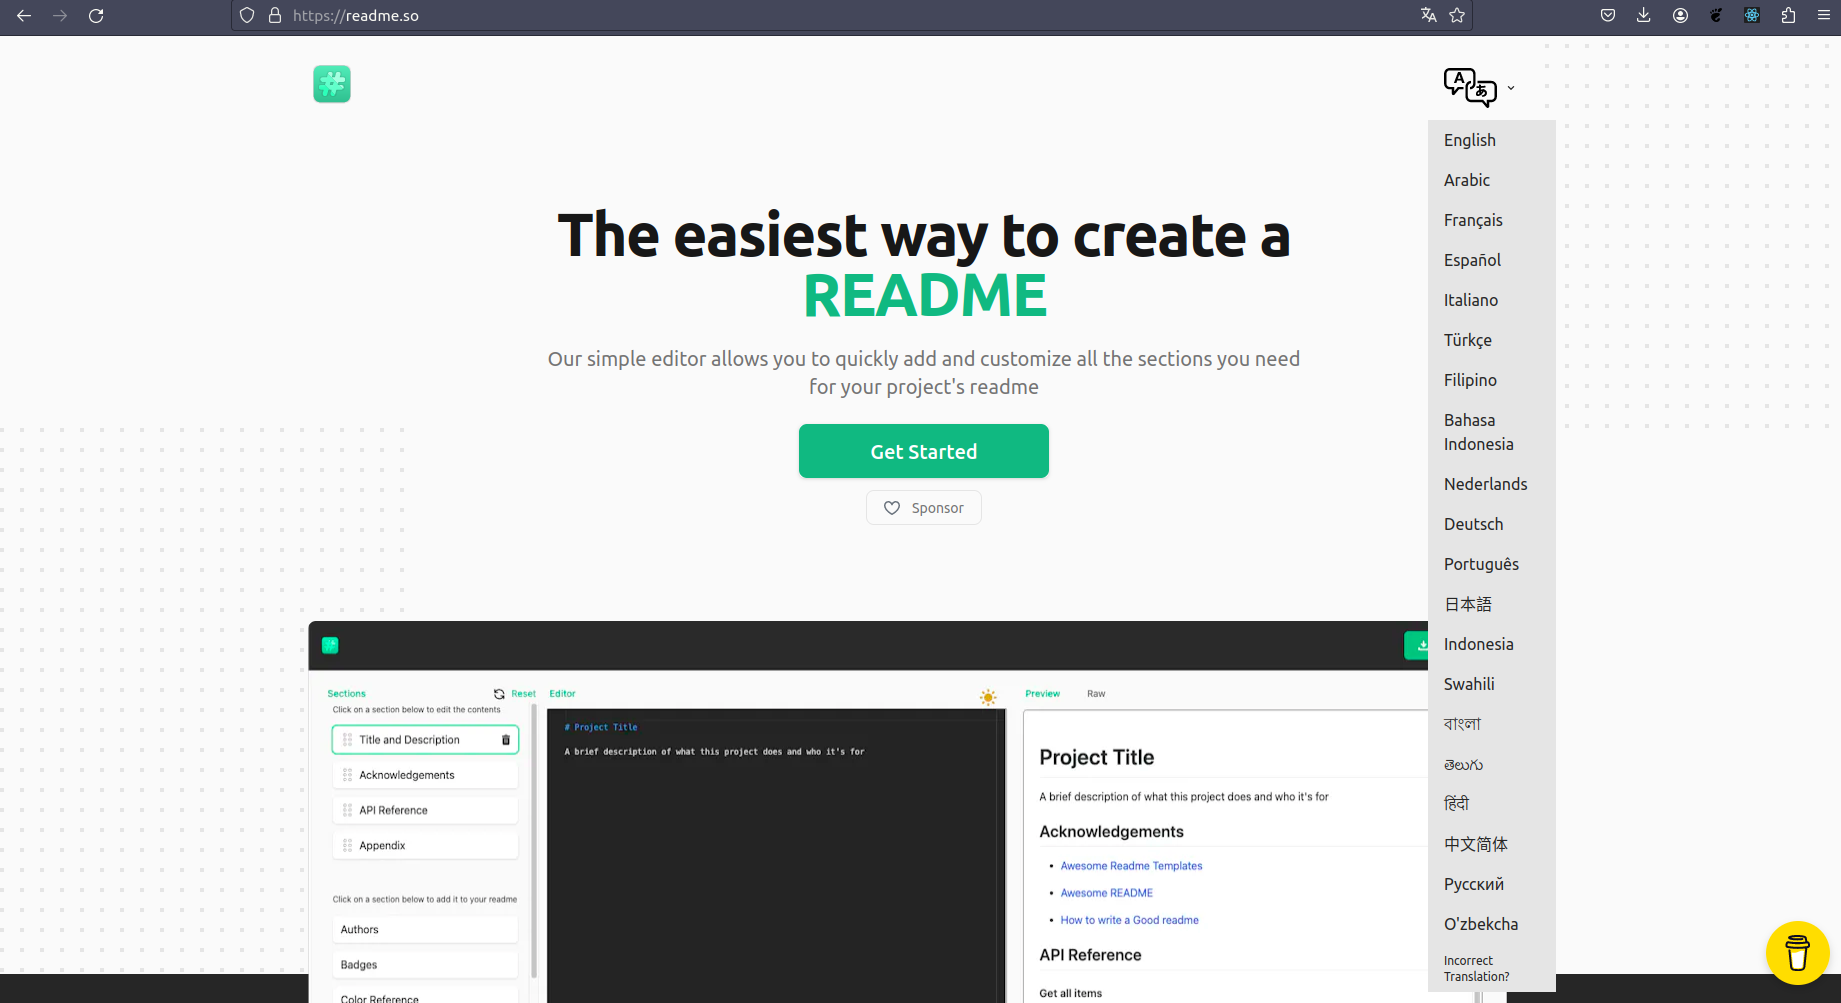 https://readme.so
A
あ
English
Arabic
Français
Español
Italiano
Türkçe
Filipino
Bahasa
Indonesia
Nederlands
Deutsch
Português
日本語
Indonesia
Swahili
বাংলা
తెలుగు
हिंदी
中文简体
Русский
O'zbekcha
Incorrect
Translation?
The easiest way to create a
README
Our simple editor allows you to quickly add and customize all the sections you need
for your project's readme
Get Started
Sponsor
Sections
Reset
Click on a section below to edit the contents
Title and Description
Acknowledgements
API Reference
Appendix
Click on a section below to add it to your readme
Authors
Badges
Color Reference
Editor
# Project Title
A brief description of what this project does and who it's for
Preview
Raw
Project Title
A brief description of what this project does and who it's for
Acknowledgements
• Awesome Readme Templates
• Awesome README
• How to write a Good readme
API Reference
Get all items